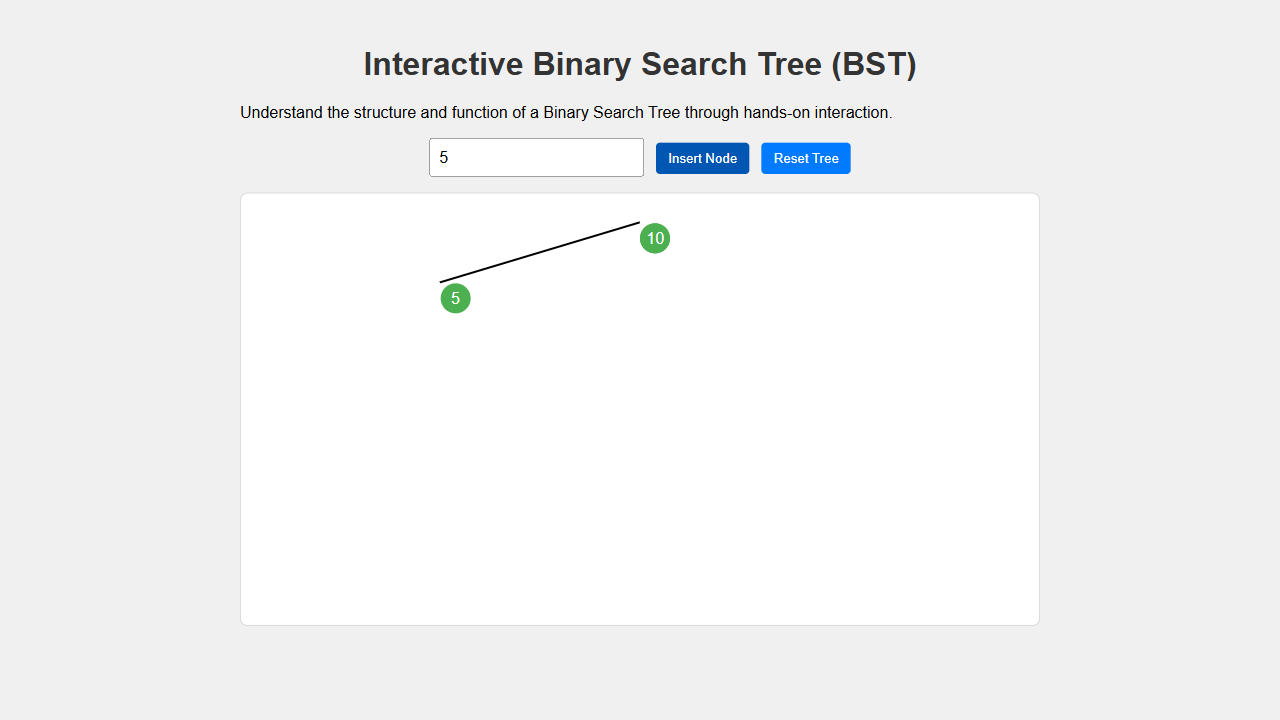 Interactive Binary Search Tree (BST)
Understand the structure and function of a Binary Search Tree through hands-on interaction.
5 Insert Node Reset Tree
10
5